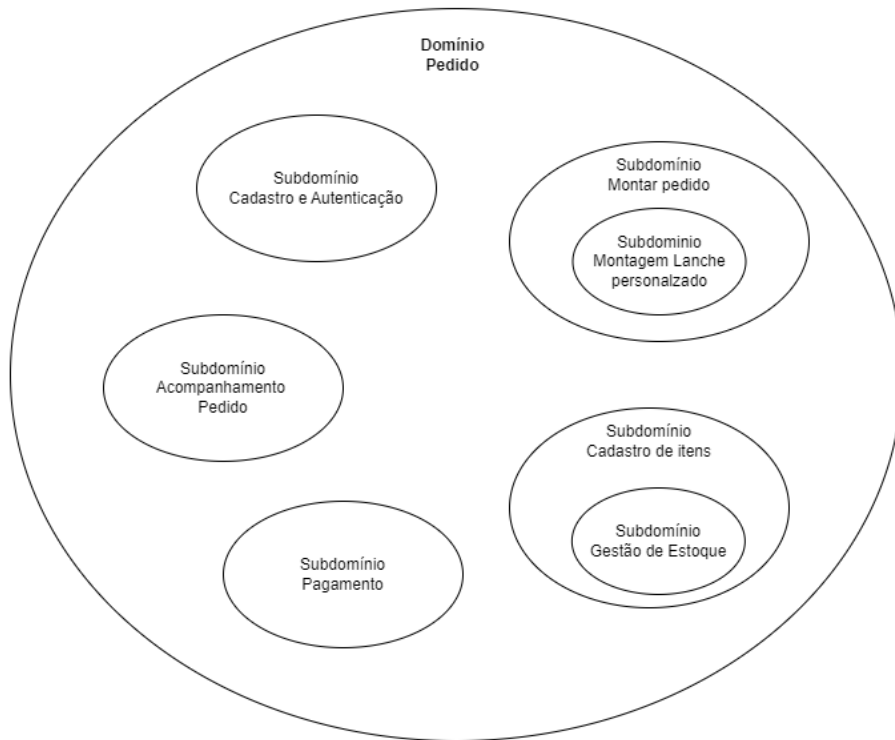 Domínio
Pedido
Subdomínio
Cadastro e Autenticação
Subdomínio
Montar pedido
Subdominio
Montagem Lanche
personalzado
Subdomínio
Acompanhamento
Pedido
Subdomínio
Cadastro de itens
Subdomínio
Gestão de Estoque
Subdomínio
Pagamento